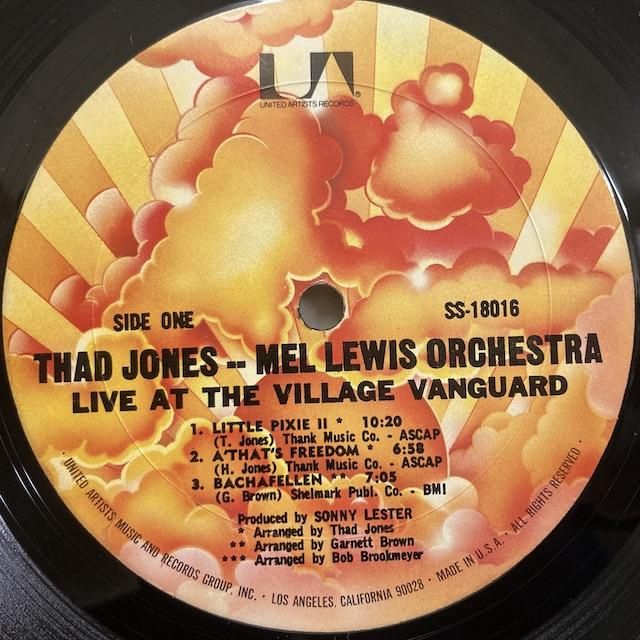 UA
UNITED ARTISTS RECORDS ®
SIDE ONE
SS-18016
THAD JONES -- MEL LEWIS ORCHESTRA
LIVE AT THE VILLAGE VANGUARD
1. LITTLE PIXIE II * 10:20
(T. Jones) Thank Music Co. - ASCAP
2. A'THAT'S FREEDOM * 6:58
(H. Jones) Thank Music Co. - ASCAP
3. BACHAFELLEN ** 7:05
(G. Brown) Shelmark Publ. Co. - BMI
Produced by SONNY LESTER
* Arranged by Thad Jones
** Arranged by Garnett Brown
*** Arranged by Bob Brookmeyer
· UNITED ARTISTS MUSIC AND RECORDS GROUP, INC. · LOS ANGELES, CALIFORNIA 90028 · MADE IN U.S.A. · ALL RIGHTS RESERVED ·